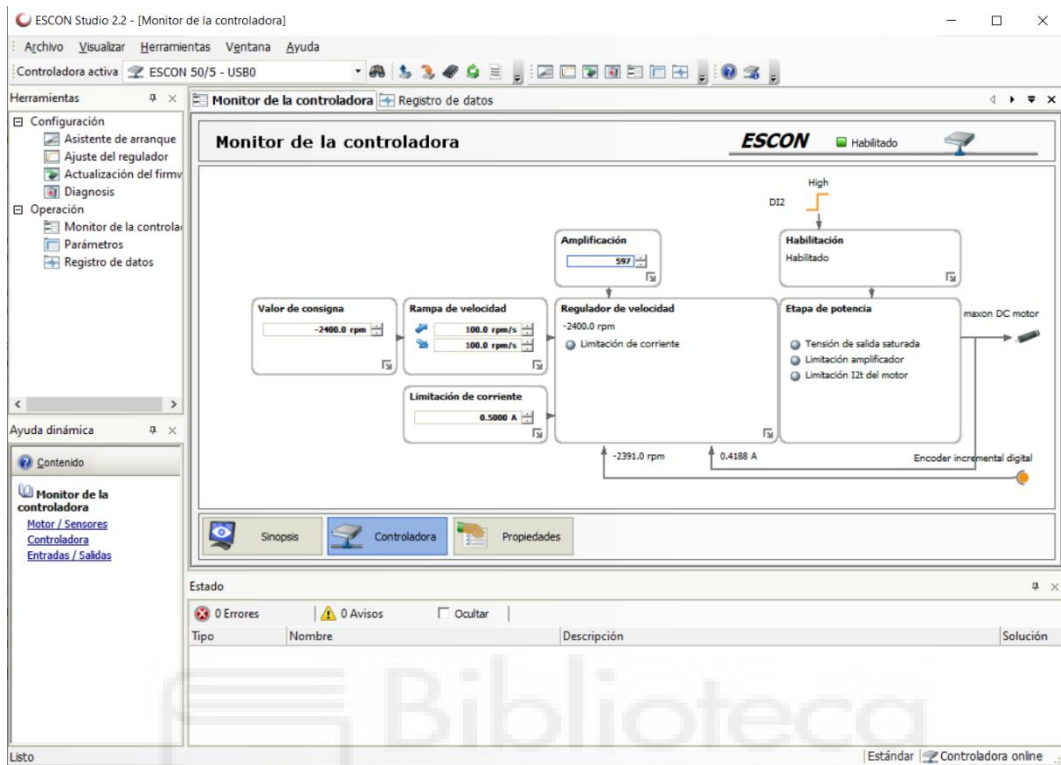 ESCON Studio 2.2 - [Monitor de la controladora]
Archivo Visualizar Herramientas Ventana Ayuda
Controladora activa ESCON 50/5 - USB0
Herramientas
Configuración
Asistente de arranque
Ajuste del regulador
Actualización del firmv
Diagnosis
Operación
Monitor de la controla
Parámetros
Registro de datos
Ayuda dinámica
Contenido
Monitor de la
controladora
Motor / Sensores
Controladora
Entradas / Salidas
Monitor de la controladora Registro de datos
Monitor de la controladora
ESCON Habilitado
High
DI2
Amplificación
597
Habilitación
Habilitado
Valor de consigna
-2400.0 rpm
Rampa de velocidad
100.0 rpm/s
100.0 rpm/s
Limitación de corriente
0.5000 A
Regulador de velocidad
-2400.0 rpm
Limitación de corriente
Etapa de potencia
Tensión de salida saturada
Limitación amplificador
Limitación I2t del motor
maxon DC motor
-2391.0 rpm
0.4188 A
Encoder incremental digital
Sinopsis Controladora Propiedades
Estado
0 Errores 0 Avisos Ocultar
Tipo Nombre Descripción Solución
Biblioteca
Listo Estándar Controladora online